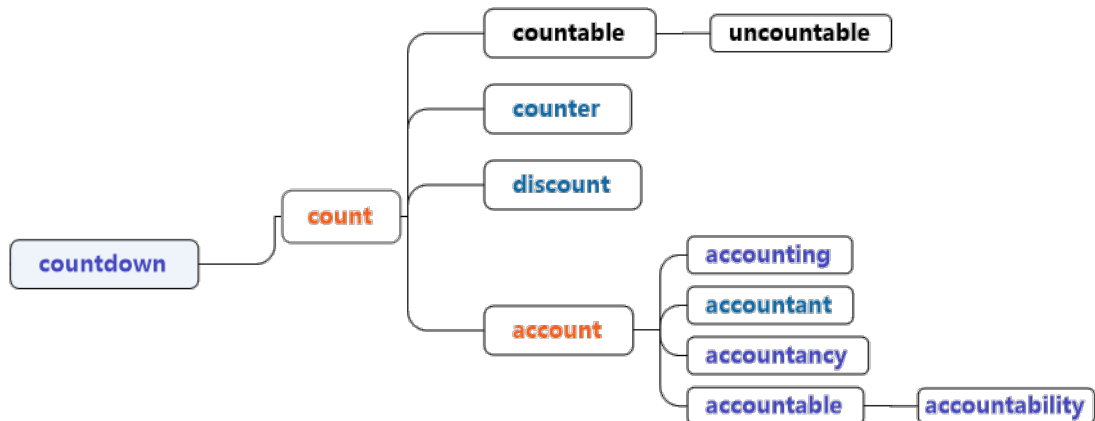 countable
uncountable
counter
discount
count
countdown
accounting
accountant
account
accountancy
accountable
accountability